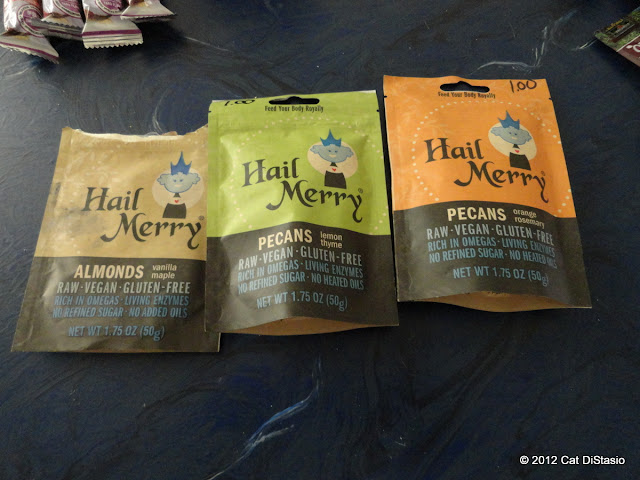 Hail
Merry®
ALMONDS vanilla
maple
RAW·VEGAN·GLUTEN-FREE
RICH IN OMEGAS·LIVING ENZYMES
NO REFINED SUGAR·NO ADDED OILS
NET WT 1.75 OZ (50g)
1.00
Feed Your Body Royally
Hail
Merry®
PECANS lemon
thyme
RAW·VEGAN·GLUTEN-FREE
RICH IN OMEGAS·LIVING ENZYMES
NO REFINED SUGAR·NO HEATED OILS
NET WT 1.75 OZ (50g)
1.00
Feed Your Body Royally
Hail
Merry®
PECANS orange
rosemary
RAW·VEGAN·GLUTEN-FREE
RICH IN OMEGAS·LIVING ENZYMES
NO REFINED SUGAR·NO HEATED OILS
NET WT 1.75 OZ (50g)
© 2012 Cat DiStasio